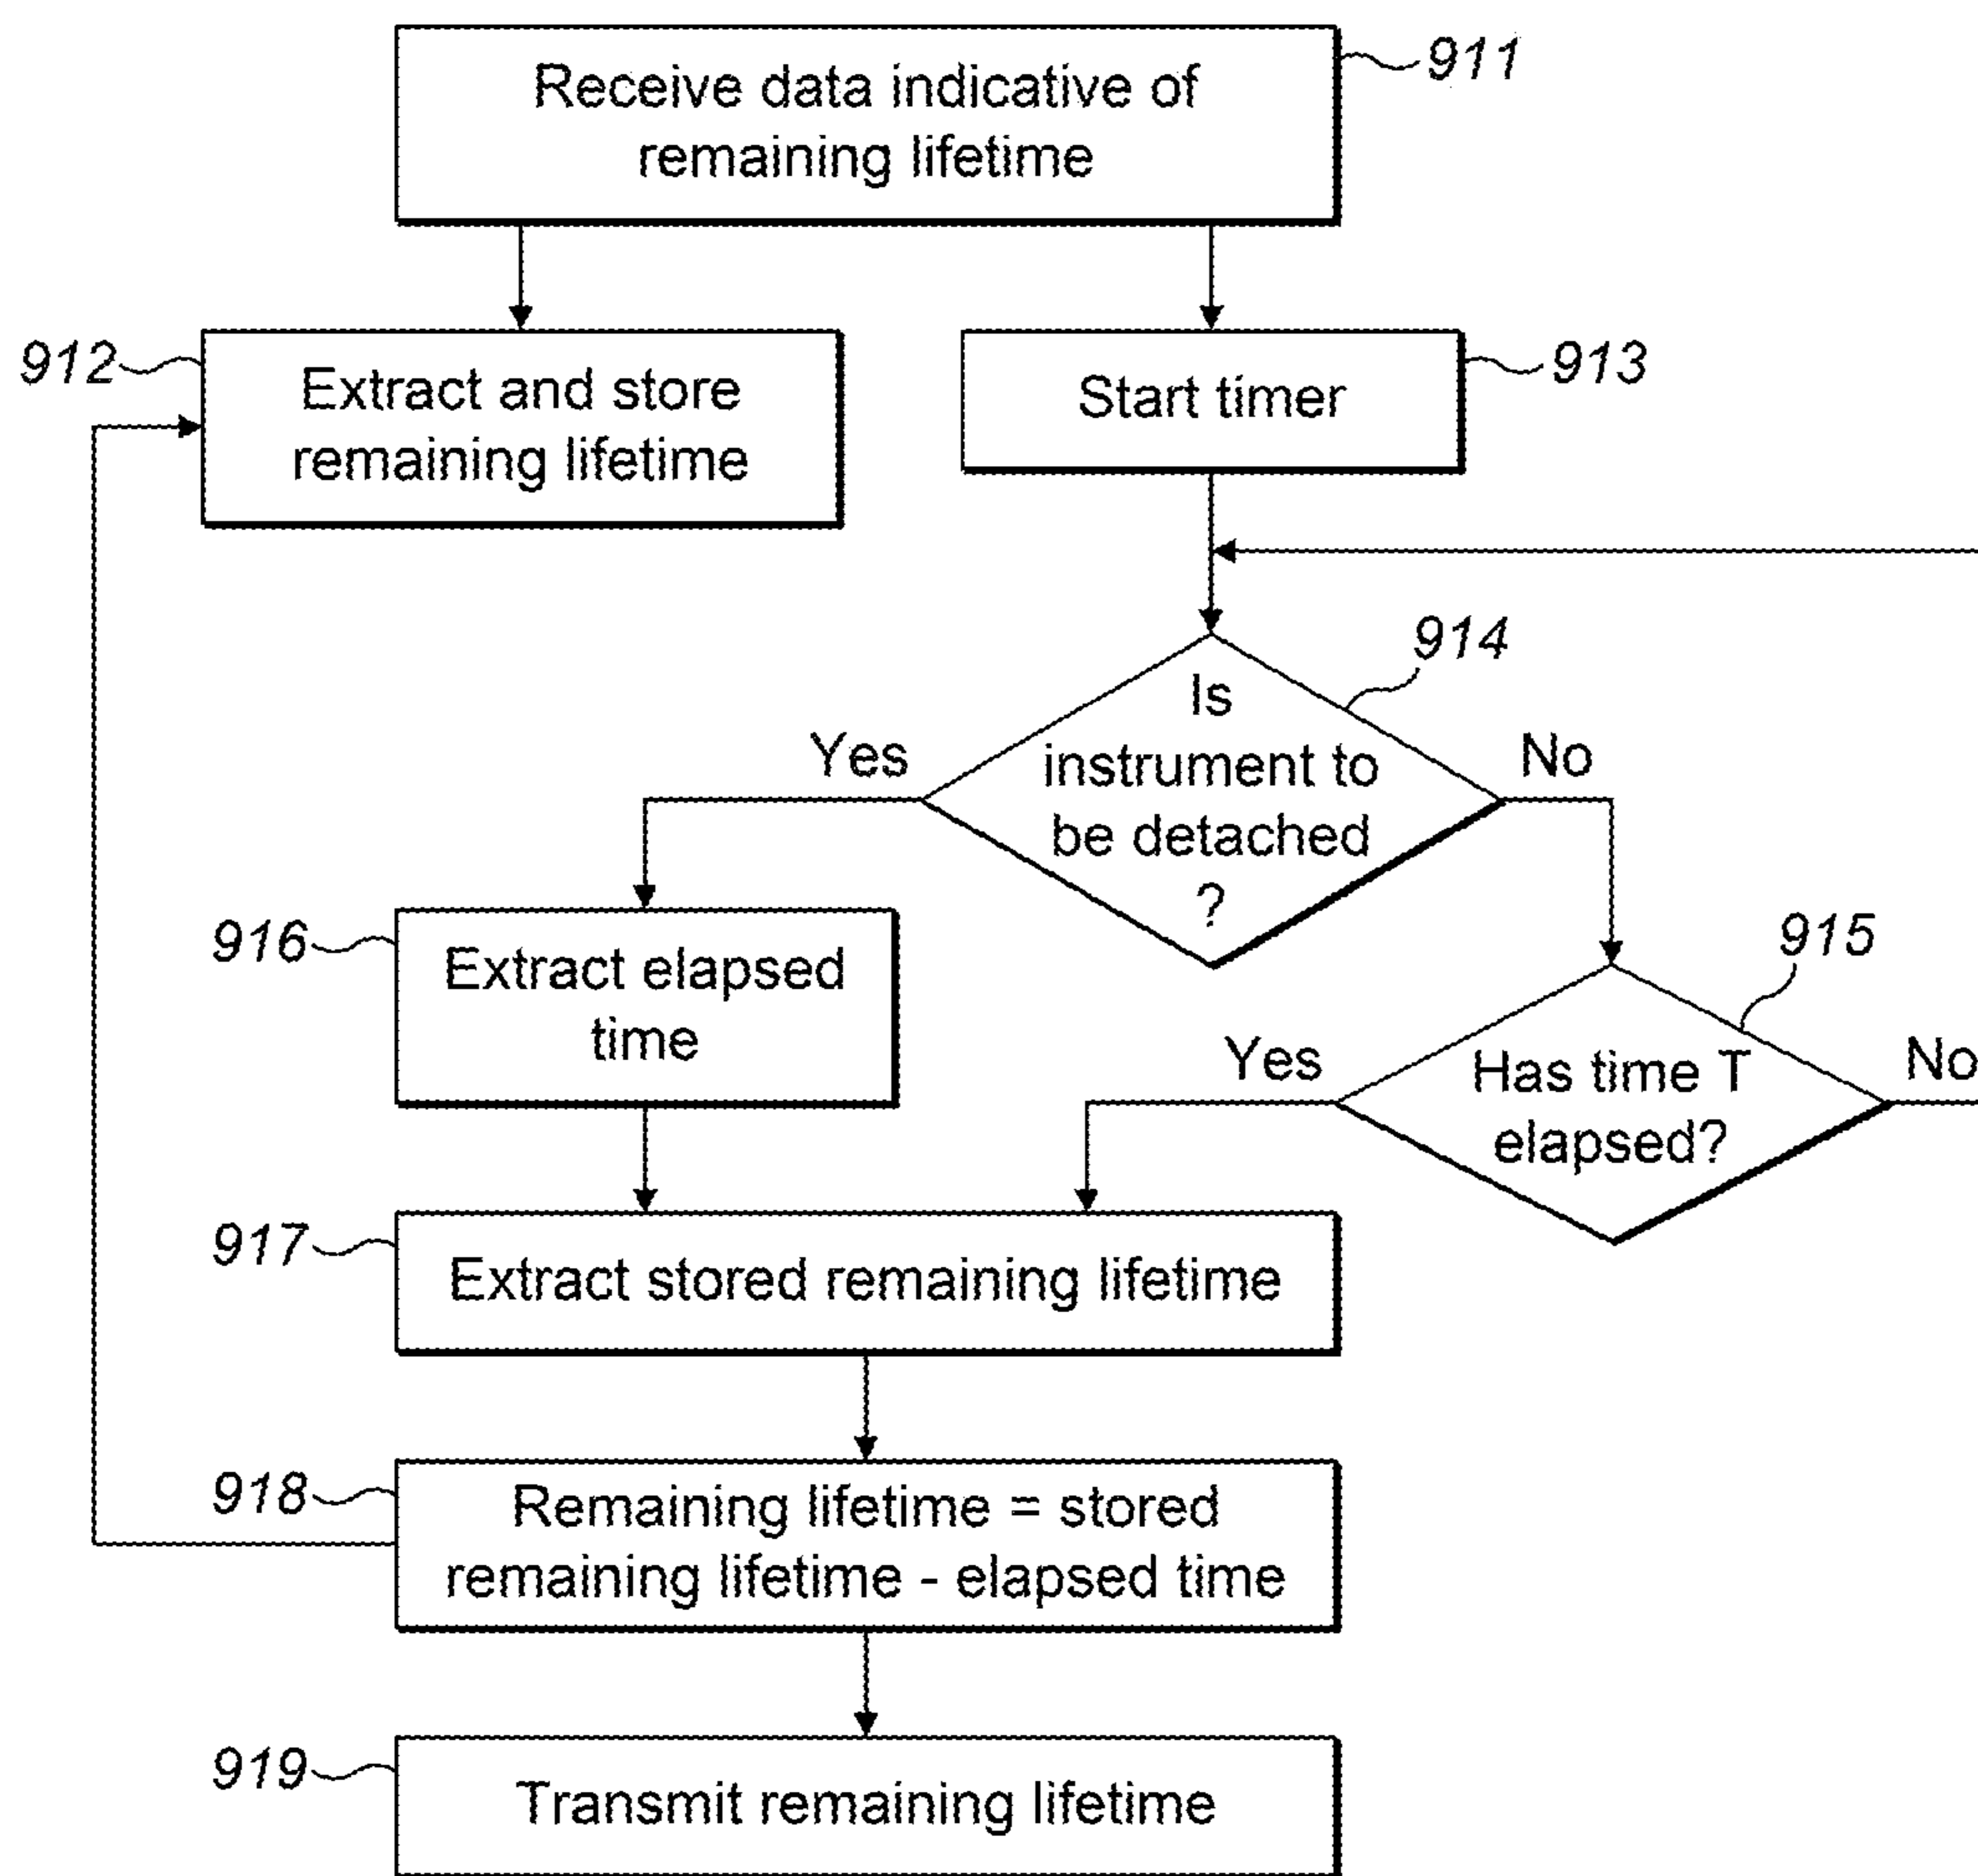 Receive data indicative of
remaining lifetime
911
912
Extract and store
remaining lifetime
Start timer
913
914
Is
instrument to
be detached
?
Yes
No
915
916
Extract elapsed
time
Has time T
elapsed?
Yes
No
917
Extract stored remaining lifetime
918
Remaining lifetime = stored
remaining lifetime - elapsed time
919
Transmit remaining lifetime